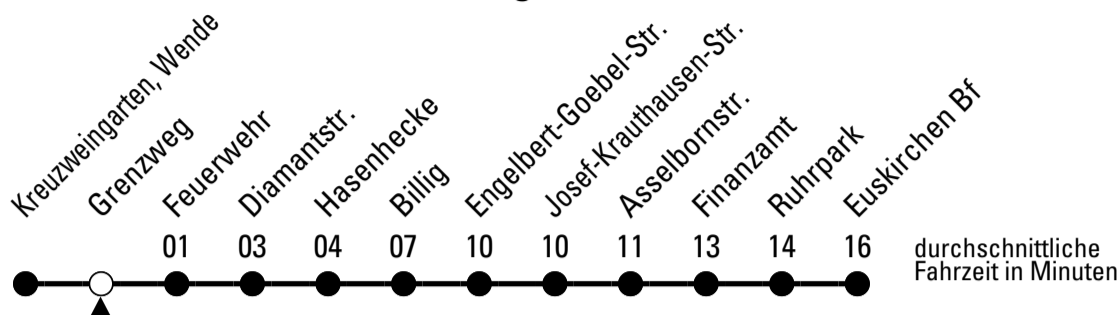 Kreuzweingarten, Wende
Grenzweg
Feuerwehr
Diamantstr.
Hasenhecke
Billig
Engelbert-Goebel-Str.
Josef-Krauthausen-Str.
Asselbornstr.
Finanzamt
Ruhrpark
Euskirchen Bf
01 03 04 07 10 10 11 13 14 16
durchschnittliche
Fahrzeit in Minuten